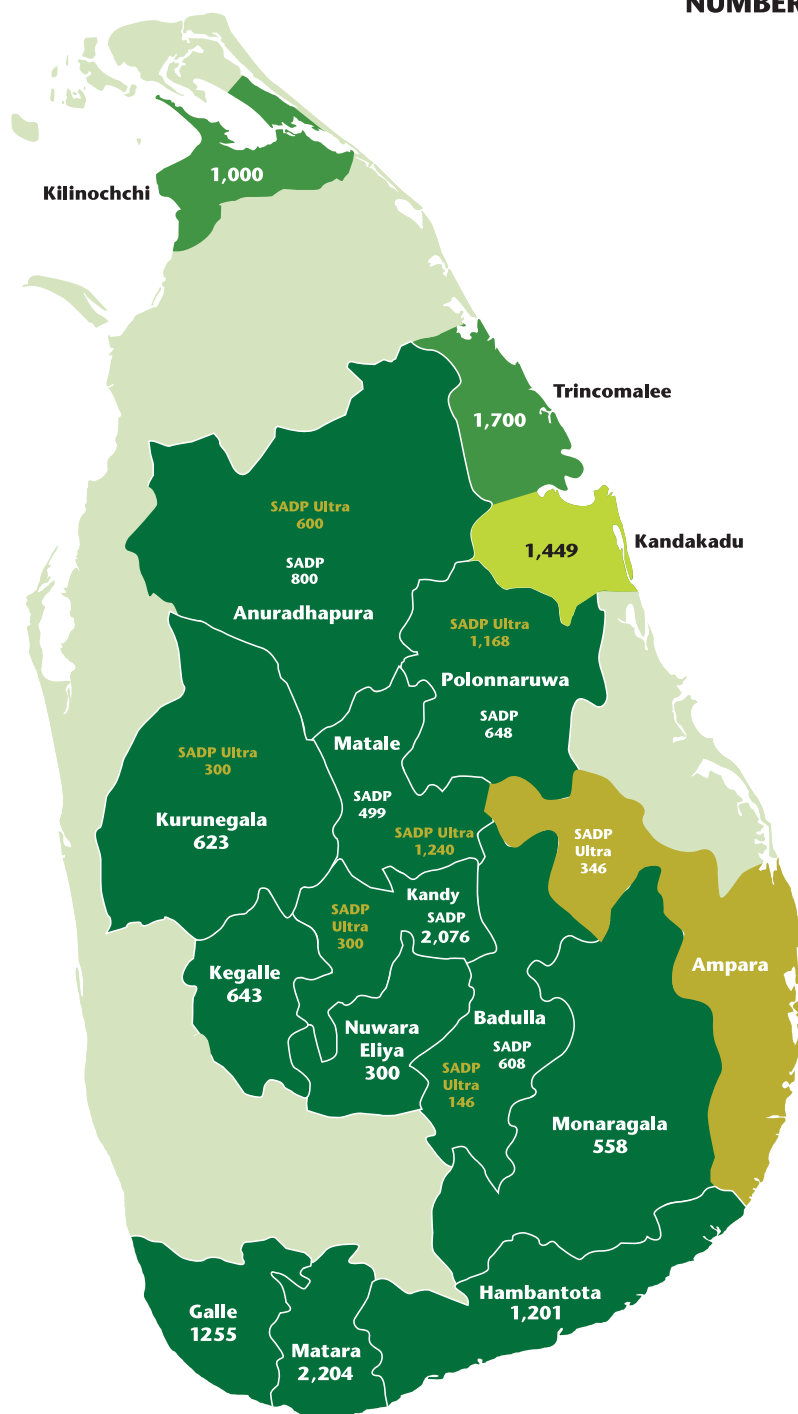 NUMBER
1,000
Kilinochchi
Trincomalee
1,700
SADP Ultra
600
SADP
800
Anuradhapura
1,449
Kandakadu
SADP Ultra
1,168
Polonnaruwa
SADP
648
SADP Ultra
300
Kurunegala
623
Matale
SADP
499
SADP Ultra
1,240
SADP
Ultra
346
Ampara
Kandy
SADP
2,076
SADP
Ultra
300
Kegalle
643
Nuwara
Eliya
300
Badulla
SADP
608
SADP
Ultra
146
Monaragala
558
Hambantota
1,201
Galle
1255
Matara
2,204